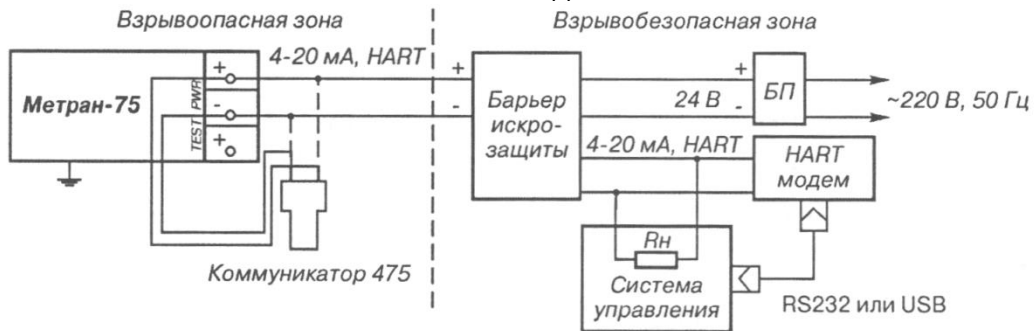 Взрывоопасная зона
Взрывобезопасная зона
4-20 мА, HART
Метран-75
+
-
+
PWR
TEST
+
-
Барьер
искро-
защиты
+
24 В
-
БП
~220 В, 50 Гц
4-20 мА, HART
HART
модем
Rн
Система
управления
Коммуникатор 475
RS232 или USB